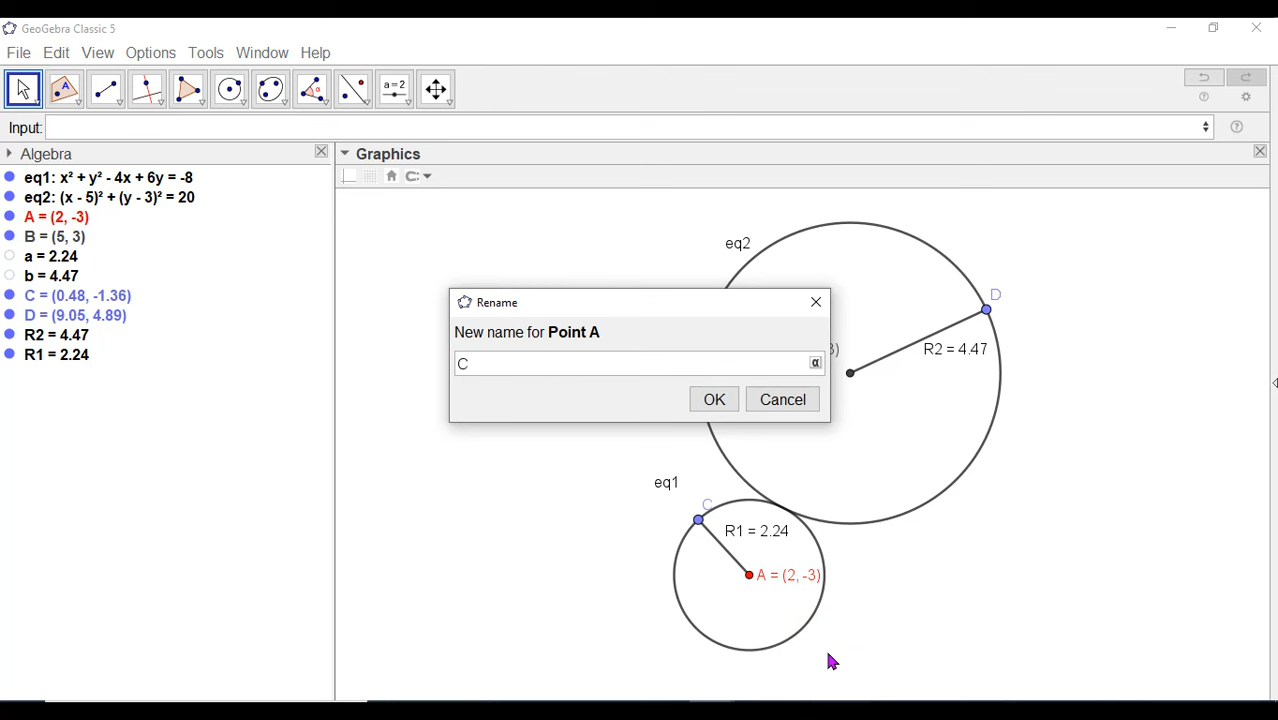 GeoGebra Classic 5
File Edit View Options Tools Window Help
A
α
a=2
Input:
Algebra
Graphics
eq1: x² + y² - 4x + 6y = -8
eq2: (x - 5)² + (y - 3)² = 20
A = (2, -3)
B = (5, 3)
a = 2.24
b = 4.47
C = (0.48, -1.36)
D = (9.05, 4.89)
R2 = 4.47
R1 = 2.24
eq2
D
Rename
New name for Point A
C
α
OK Cancel
3)
R2 = 4.47
eq1
C
R1 = 2.24
A = (2, -3)